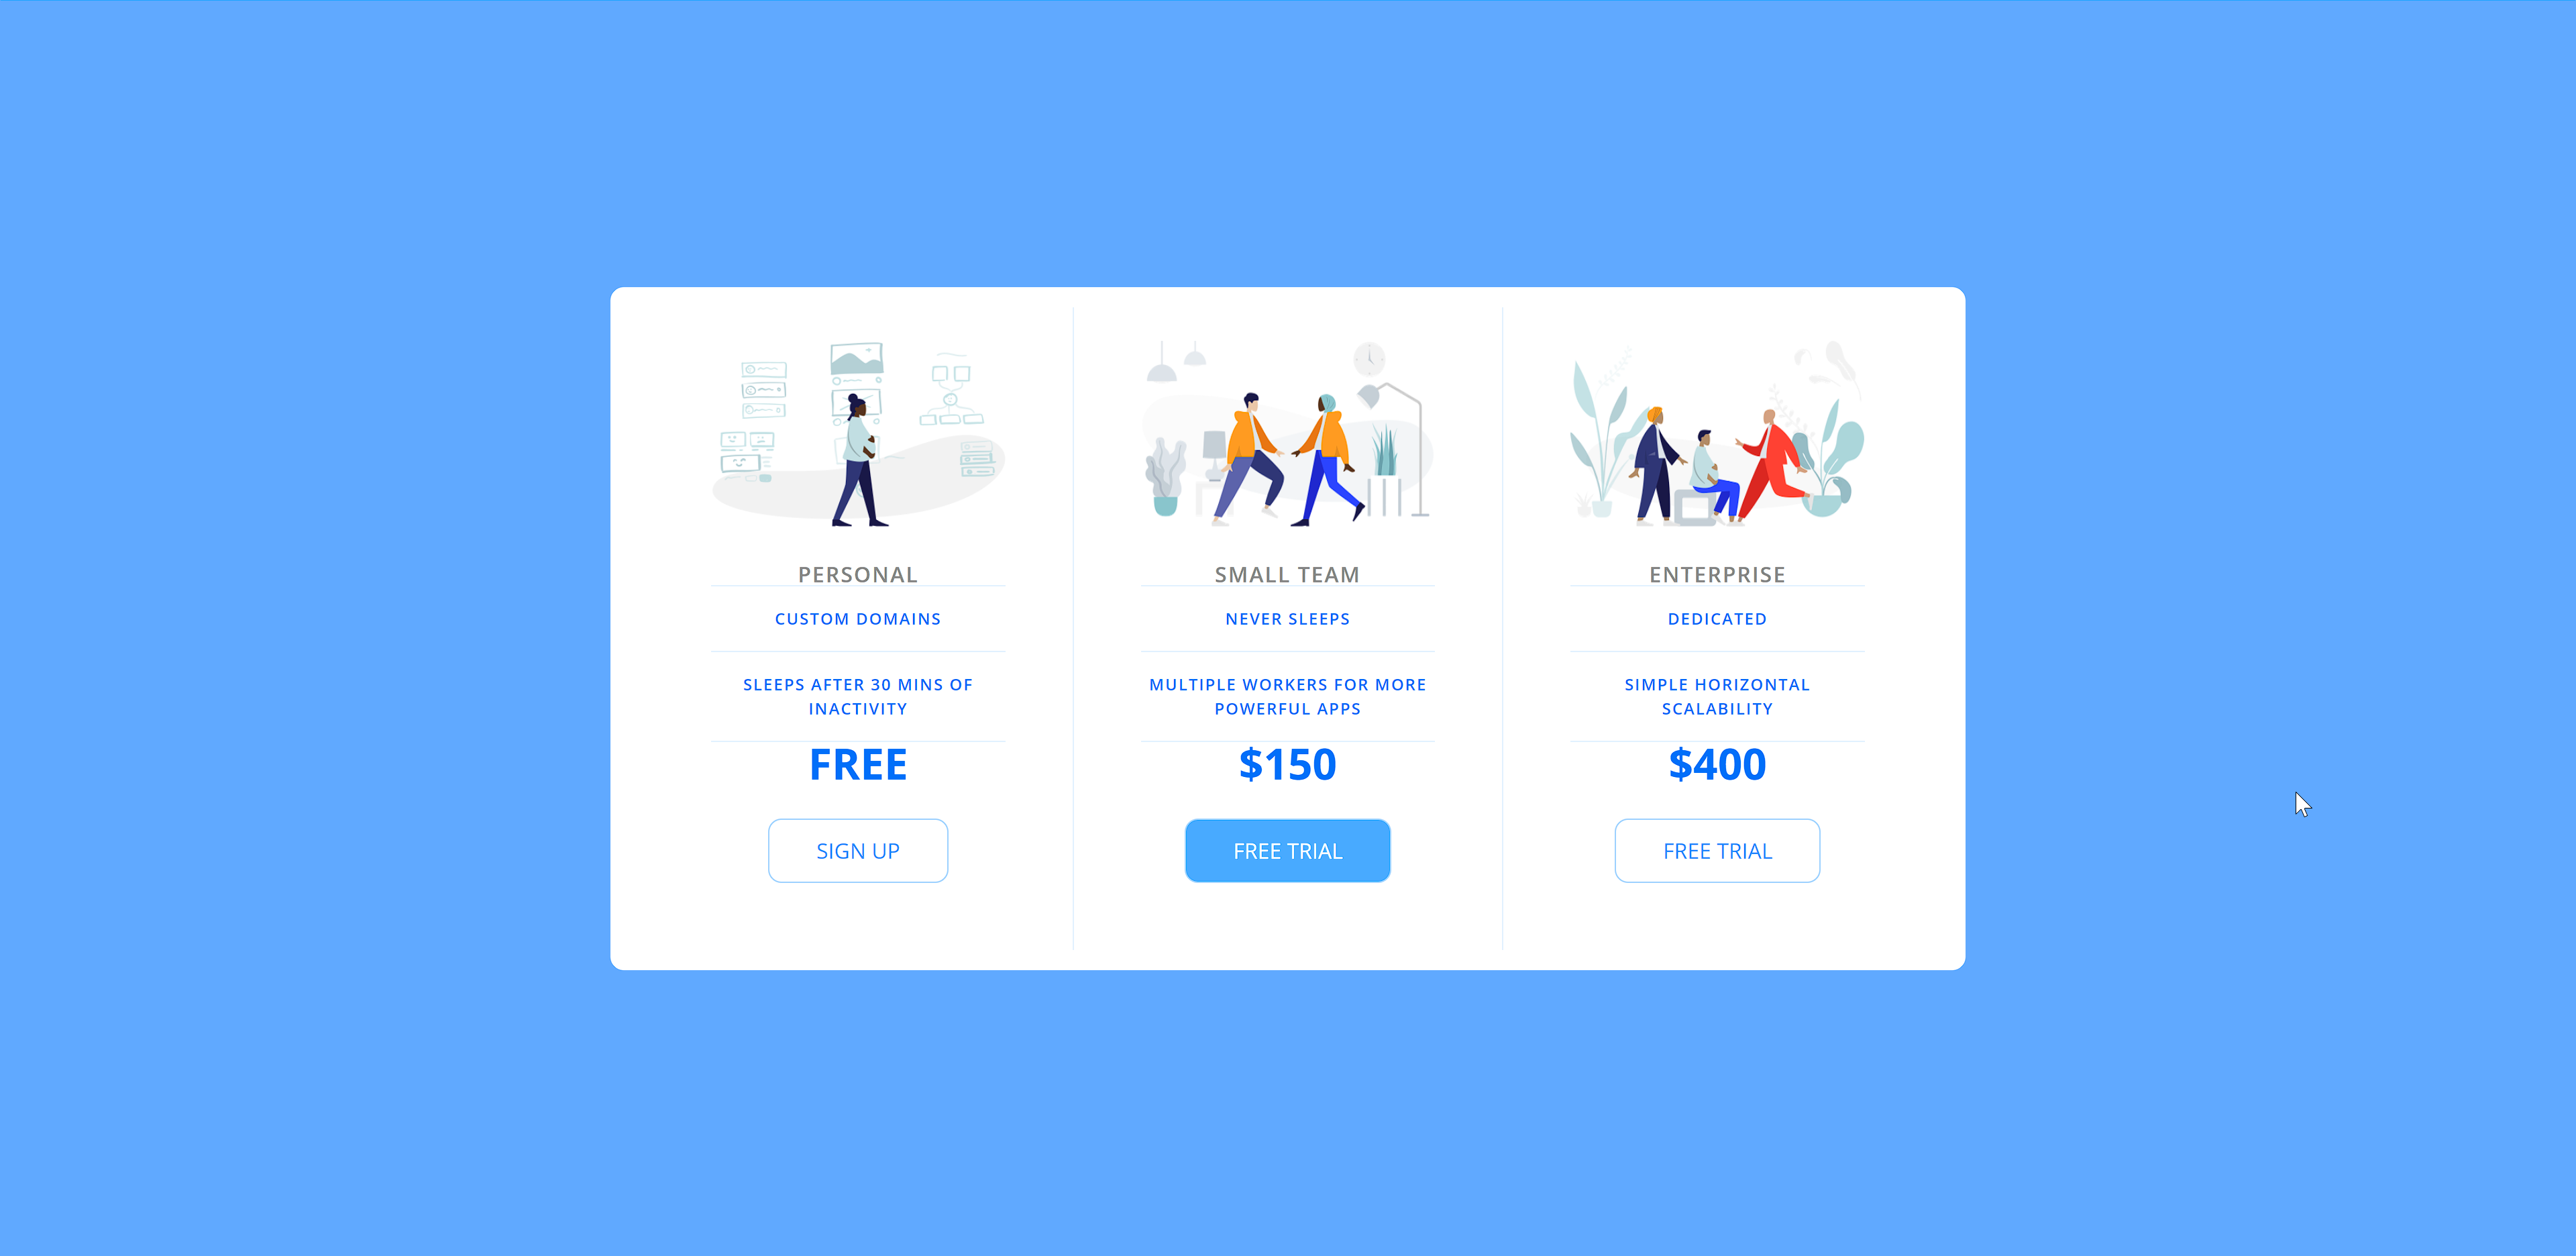 PERSONAL
CUSTOM DOMAINS
SLEEPS AFTER 30 MINS OF
INACTIVITY
FREE
SIGN UP
SMALL TEAM
NEVER SLEEPS
MULTIPLE WORKERS FOR MORE
POWERFUL APPS
$150
FREE TRIAL
ENTERPRISE
DEDICATED
SIMPLE HORIZONTAL
SCALABILITY
$400
FREE TRIAL